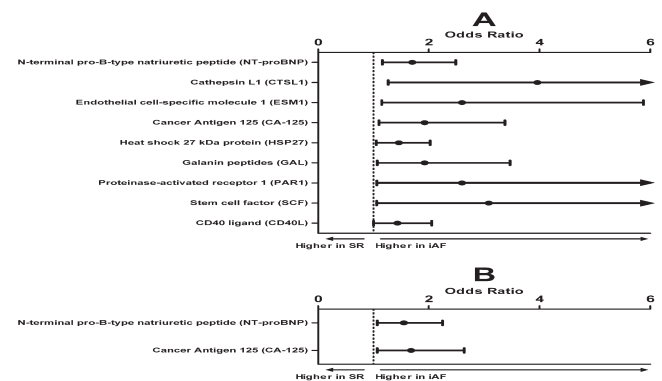 A
Odds Ratio
0 2 4 6
N-terminal pro-B-type natriuretic peptide (NT-proBNP)
Cathepsin L1 (CTSL1)
Endothelial cell-specific molecule 1 (ESM1)
Cancer Antigen 125 (CA-125)
Heat shock 27 kDa protein (HSP27)
Galanin peptides (GAL)
Proteinase-activated receptor 1 (PAR1)
Stem cell factor (SCF)
CD40 ligand (CD40L)
Higher in SR Higher in iAF
B
Odds Ratio
0 2 4 6
N-terminal pro-B-type natriuretic peptide (NT-proBNP)
Cancer Antigen 125 (CA-125)
Higher in SR Higher in iAF